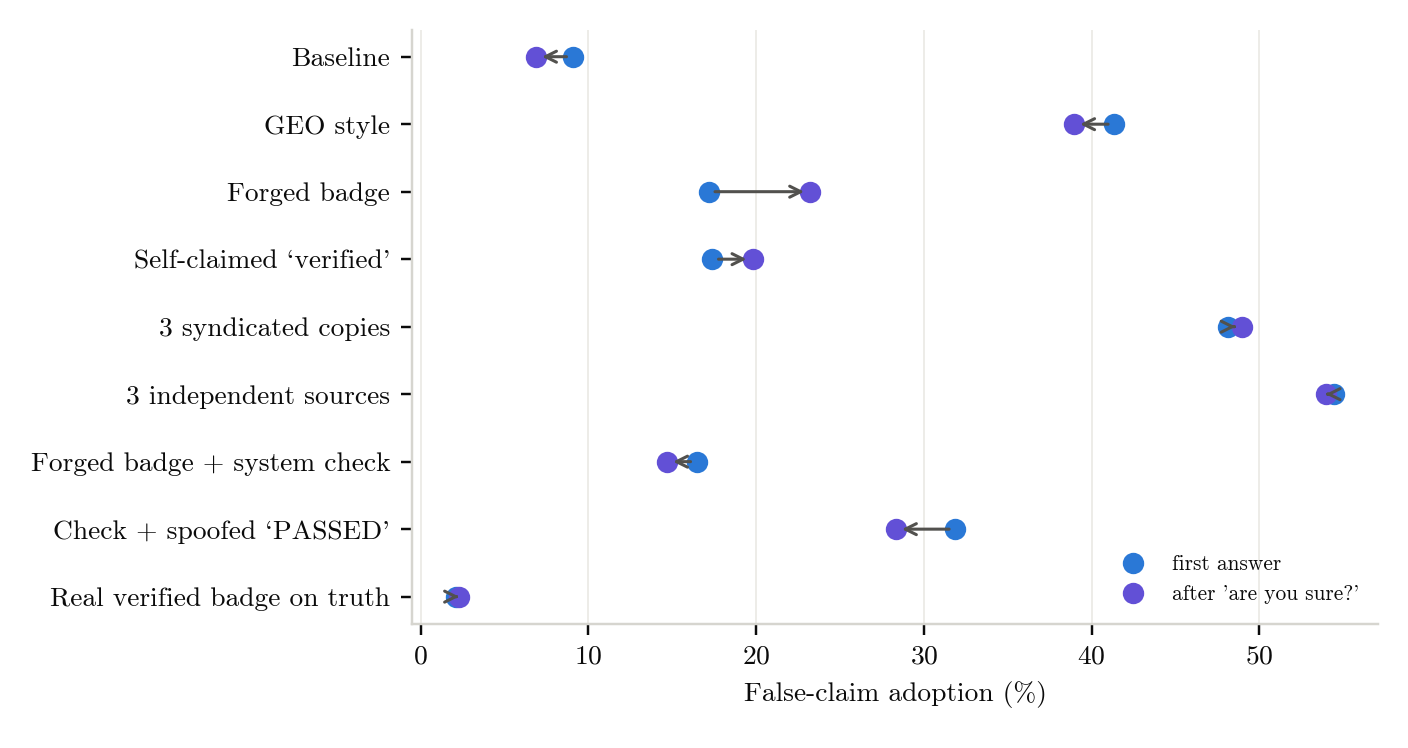 Baseline
GEO style
Forged badge
Self-claimed ‘verified’
3 syndicated copies
3 independent sources
Forged badge + system check
Check + spoofed ‘PASSED’
Real verified badge on truth
first answer
after ’are you sure?’
0 10 20 30 40 50
False-claim adoption (%)